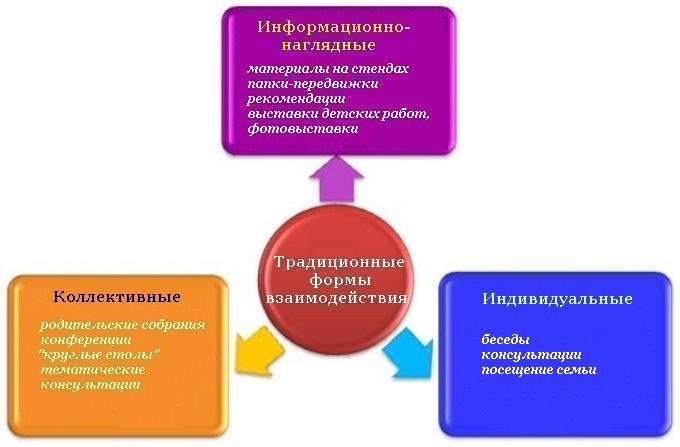 Информационно-
наглядные
материалы на стендах
папки-передвижки
рекомендации
выставки детских работ,
фотовыставки
Традиционные
формы
взаимодействия
Коллективные
родительские собрания
конференции
"круглые столы"
тематические
консультации
Индивидуальные
беседы
консультации
посещение семьи